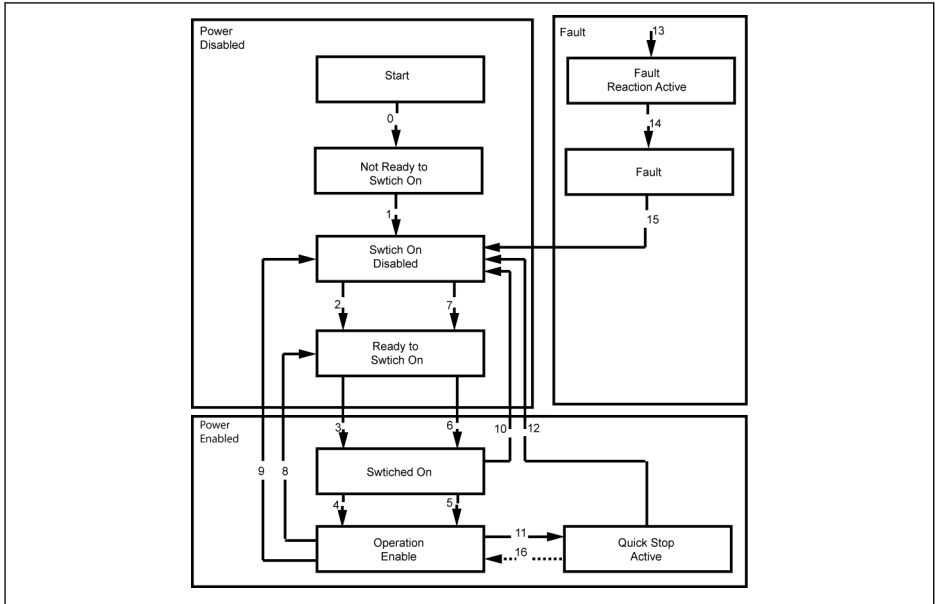 Power
Disabled
Start
0
Not Ready to
Swtich On
1
Swtich On
Disabled
2
7
Ready to
Swtich On
Fault
13
Fault
Reaction Active
14
Fault
15
Power
Enabled
3
6
10
12
9
8
Swtiched On
4
5
Operation
Enable
11
16
Quick Stop
Active